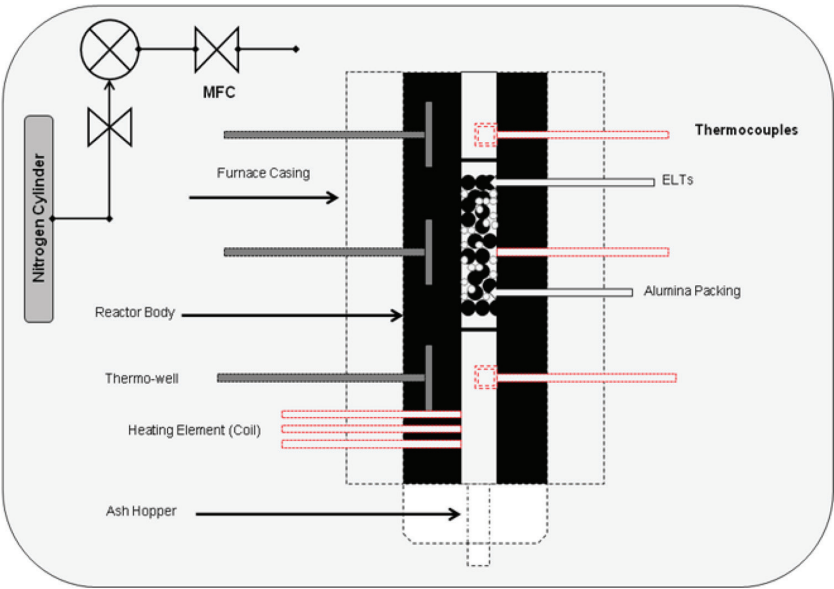 MFC
Nitrogen Cylinder
Thermocouples
Furnace Casing
ELTs
Alumina Packing
Reactor Body
Thermo-well
Heating Element (Coil)
Ash Hopper